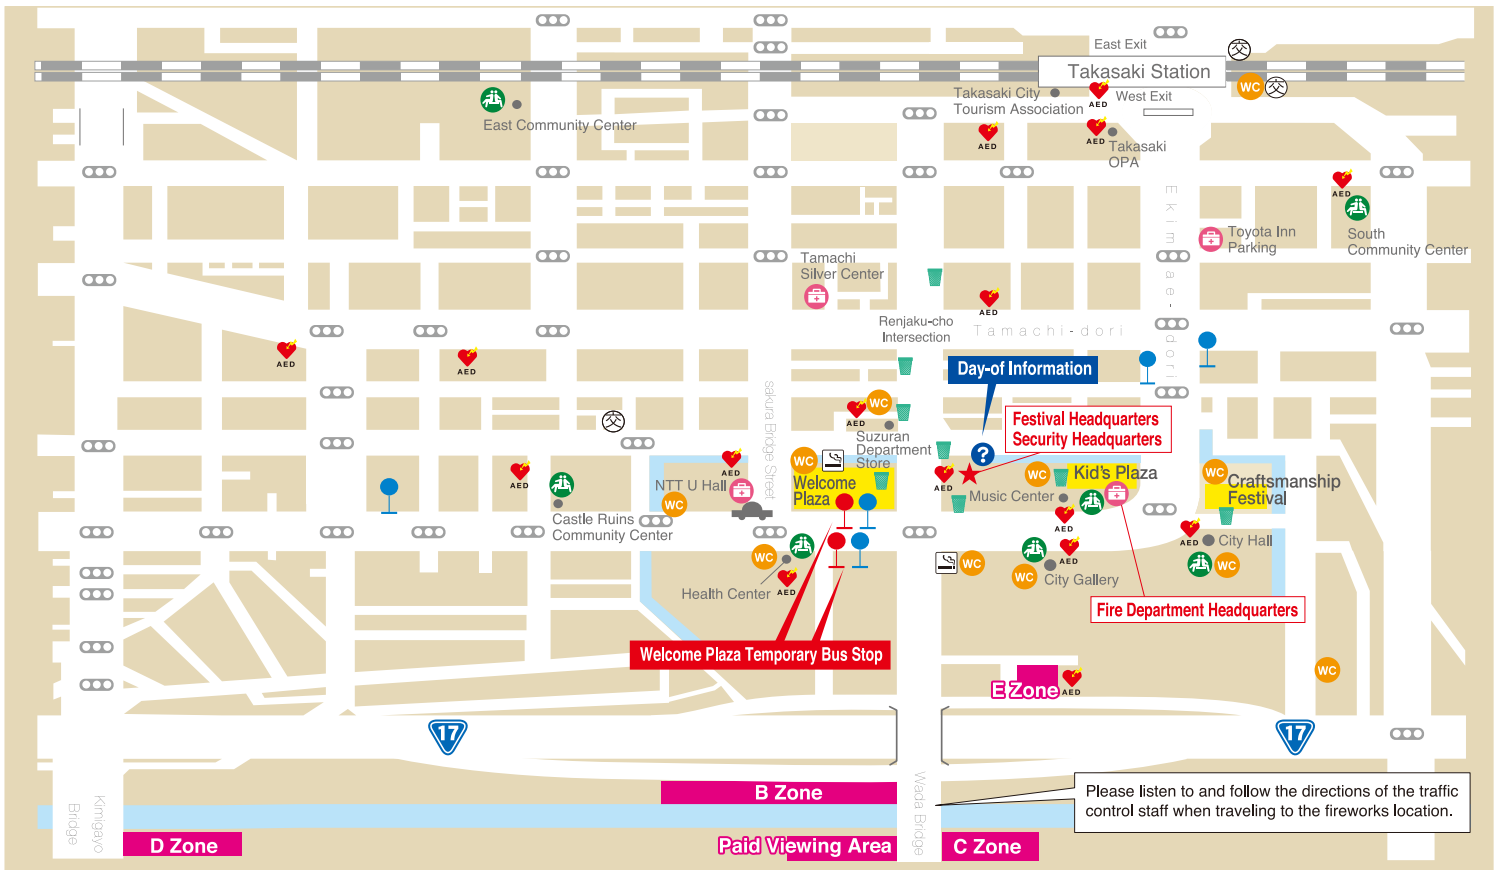 East Exit
交
Takasaki Station
WC
交
West Exit
Takasaki City
Tourism Association
AED
East Community Center
AED
AED
Takasaki
OPA
AED
South
Community Center
Ekimae-dori
Toyota Inn
Parking
Tamachi
Silver Center
AED
Renjaku-cho
Intersection
Tamachi-dori
AED
AED
Day-of Information
sakura Bridge Street
WC
AED
Suzuran
Department
Store
交
Festival Headquarters
Security Headquarters
?
AED
NTT U Hall
WC
WC
Welcome
Plaza
AED
Music Center
WC
Kid's Plaza
WC
Craftsmanship
Festival
AED
Castle Ruins
Community Center
AED
AED
City Hall
WC
WC
Health Center
AED
WC
WC
AED
City Gallery
Fire Department Headquarters
Welcome Plaza Temporary Bus Stop
E Zone
AED
WC
17
17
B Zone
Wada Bridge
Please listen to and follow the directions of the traffic
control staff when traveling to the fireworks location.
Kimigayo
Bridge
D Zone
Paid Viewing Area
C Zone